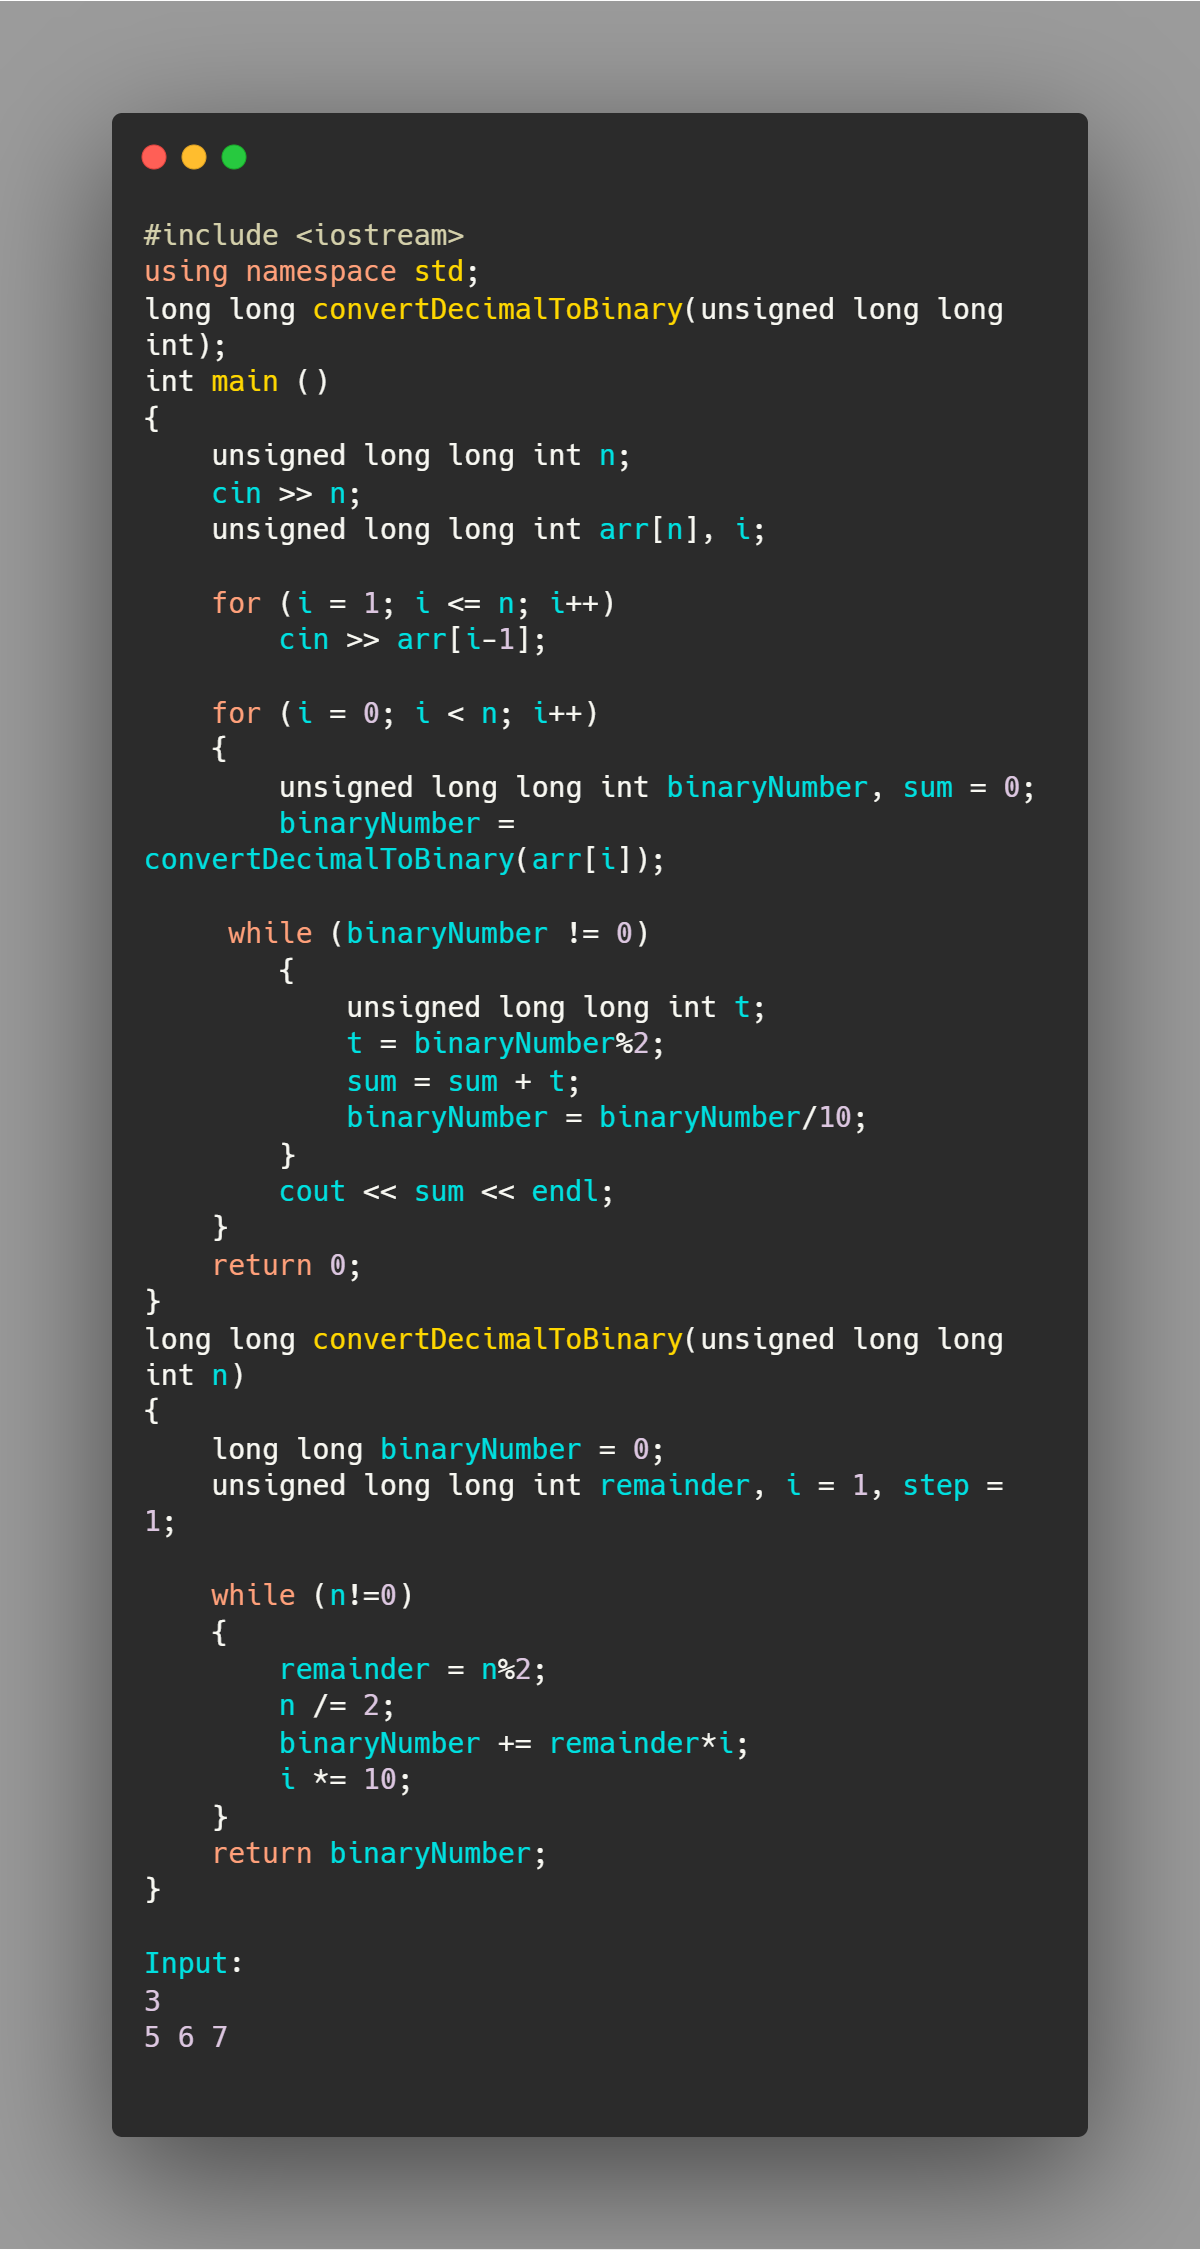 #include <iostream>
using namespace std;
long long convertDecimalToBinary(unsigned long long
int);
int main ()
{
    unsigned long long int n;
    cin >> n;
    unsigned long long int arr[n], i;

    for (i = 1; i <= n; i++)
        cin >> arr[i-1];

    for (i = 0; i < n; i++)
    {
        unsigned long long int binaryNumber, sum = 0;
        binaryNumber =
convertDecimalToBinary(arr[i]);

     while (binaryNumber != 0)
        {
            unsigned long long int t;
            t = binaryNumber%2;
            sum = sum + t;
            binaryNumber = binaryNumber/10;
        }
        cout << sum << endl;
    }
    return 0;
}
long long convertDecimalToBinary(unsigned long long
int n)
{
    long long binaryNumber = 0;
    unsigned long long int remainder, i = 1, step =
1;

    while (n!=0)
    {
        remainder = n%2;
        n /= 2;
        binaryNumber += remainder*i;
        i *= 10;
    }
    return binaryNumber;
}

Input:
3
5 6 7